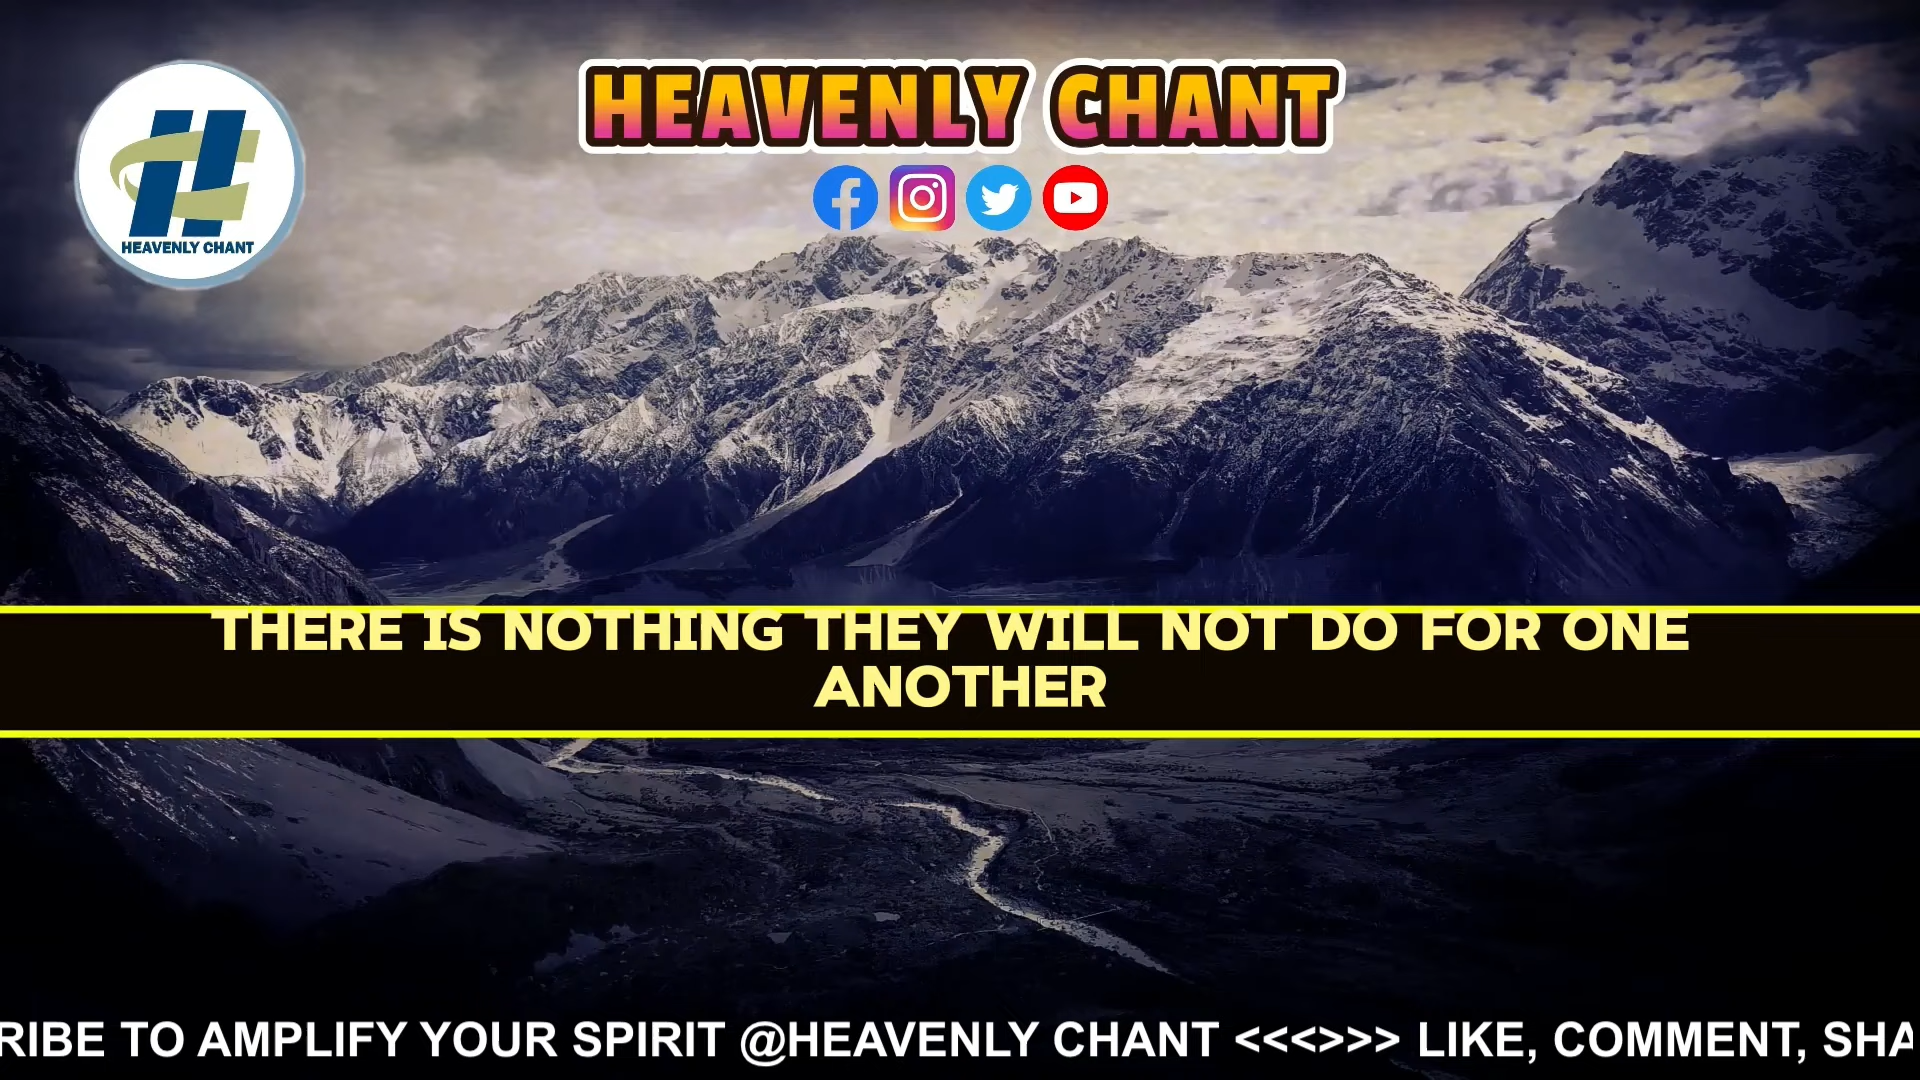 HEAVENLY CHANT
HEAVENLY CHANT
THERE IS NOTHING THEY WILL NOT DO FOR ONE
ANOTHER
RIBE TO AMPLIFY YOUR SPIRIT @HEAVENLY CHANT <<<>>> LIKE, COMMENT, SHA